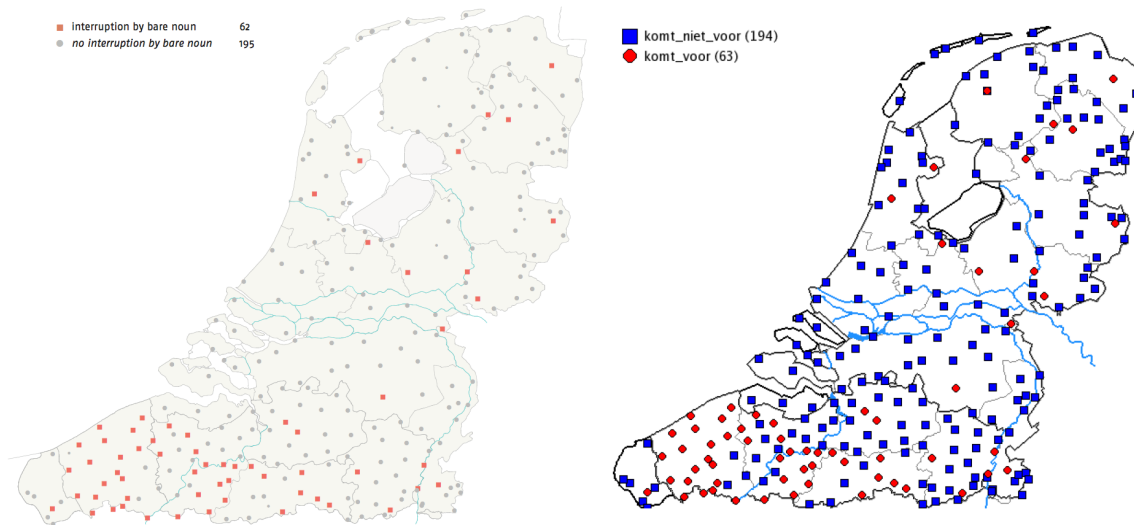 interruption by bare noun 62
no interruption by bare noun 195
komt_niet_voor (194)
komt_voor (63)